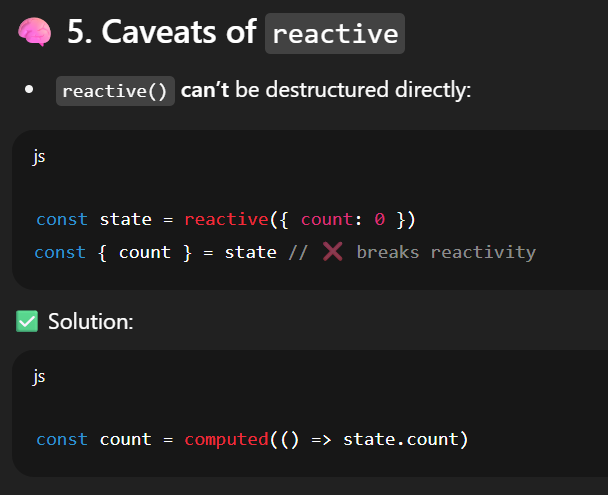 🧠 5. Caveats of reactive
• reactive() can’t be destructured directly:
js
const state = reactive({ count: 0 })
const { count } = state // ❌ breaks reactivity
✅ Solution:
js
const count = computed(() => state.count)